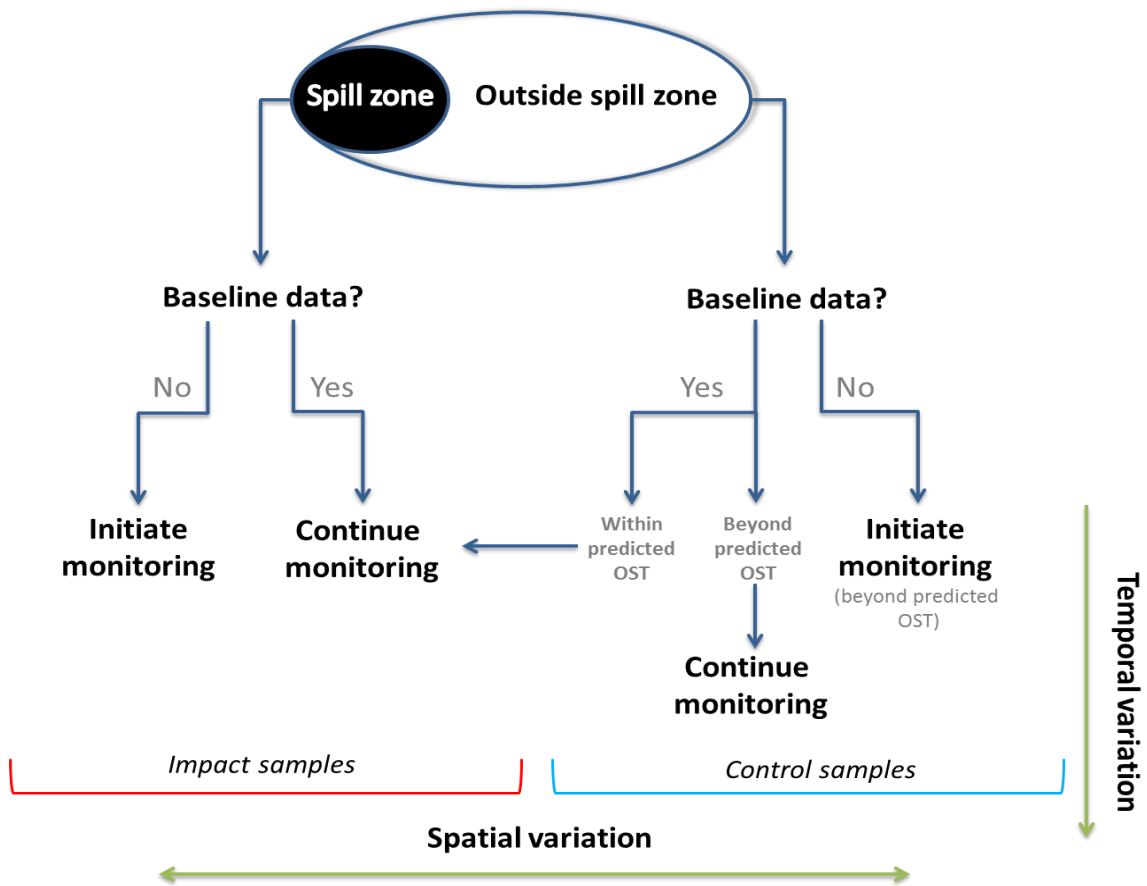 Spill zone
Outside spill zone
Baseline data?
Baseline data?
No
Yes
Yes
No
Initiate
monitoring
Continue
monitoring
Within
predicted
OST
Beyond
predicted
OST
Initiate
monitoring
(beyond predicted
OST)
Continue
monitoring
Temporal variation
Impact samples
Control samples
Spatial variation